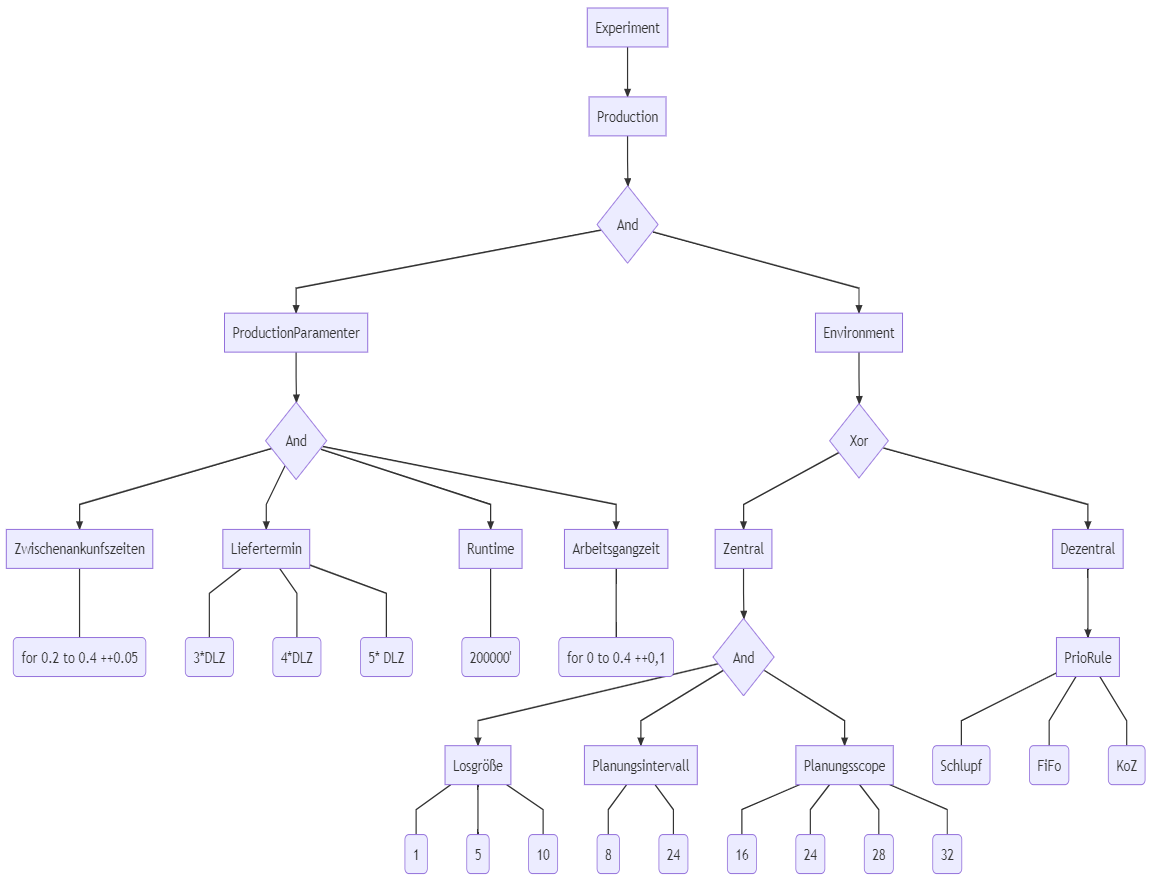 Experiment
Production
And
ProductionParamenter
Environment
And
Xor
Zwischenankunfszeiten
Liefertermin
Runtime
Arbeitsgangzeit
Zentral
Dezentral
for 0.2 to 0.4 ++0.05
3*DLZ
4*DLZ
5* DLZ
200000'
for 0 to 0.4 ++0,1
And
PrioRule
Losgröße
Planungsintervall
Planungsscope
Schlupf
FiFo
KoZ
1
5
10
8
24
16
24
28
32